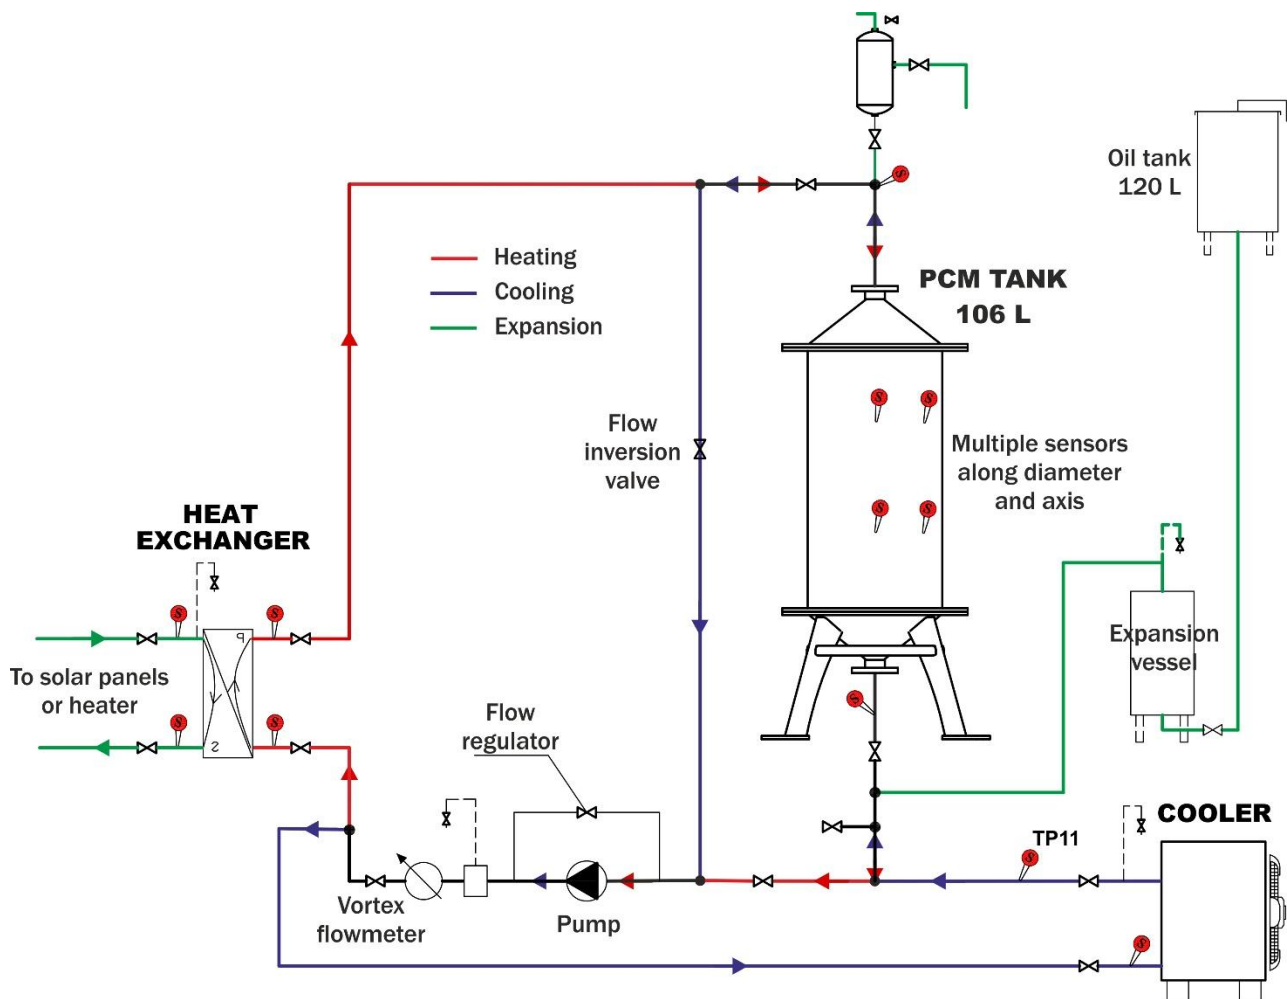 Oil tank
120 L
Heating
Cooling
Expansion
PCM TANK
106 L
Flow
inversion
valve
Multiple sensors
along diameter
and axis
HEAT
EXCHANGER
P
S
To solar panels
or heater
Expansion
vessel
Flow
regulator
TP11
COOLER
Vortex
flowmeter
Pump
S
S
S
S
S
S
S
S
S
S
S
S